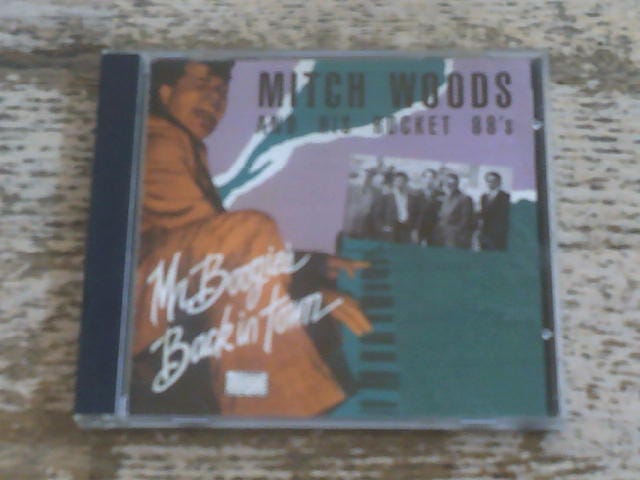 MITCH WOODS
AND HIS ROCKET 88's
Mr. Boogie's
Back in Town